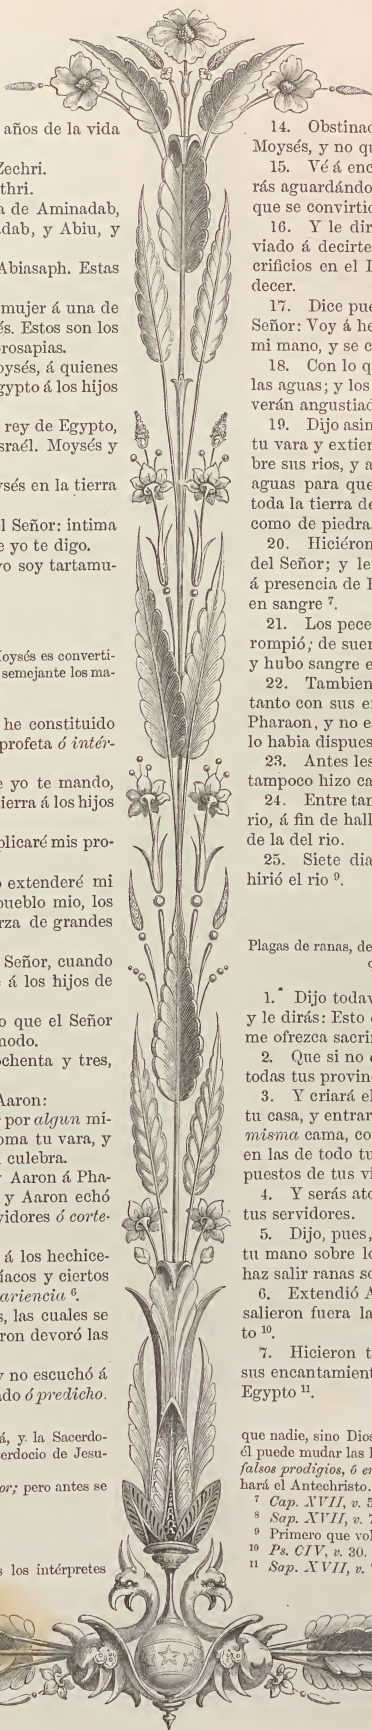 años de la vida
Zechri.
thri.
a de Aminadab,
dab, y Abiu, y
Abiasaph. Estas
mujer á una de
és. Estos son los
rosapias.
oysés, á quienes
gypto á los hijos
rey de Egypto,
sraél. Moysés y
ysés en la tierra
l Señor: intima
e yo te digo.
vo soy tartamu-
Moysés es converti-
semejante los ma-
he constituido
profeta ó intér-
e yo te mando,
ierra á los hijos
plicaré mis pro-
o extenderé mi
pueblo mio, los
rza de grandes
Señor, cuando
á los hijos de
o que el Señor
modo.
ochenta y tres,
Aaron:
r por algun mi-
oma tu vara, y
culebra.
Aaron á Pha-
y Aaron echó
vidores ó corte-
á los hechice-
íacos y ciertos
ariencia 6.
s, las cuales se
ron devoró las
y no escuchó á
ado ó predicho.
á, y la Sacerdo-
erdocio de Jesu-
or; pero antes se
s los intérpretes
14. Obstinad
Moysés, y no qu
15. Vé á enc
rás aguardándo
que se convirtió
16. Y le dir
viado á decirte
crificios en el D
decer.
17. Dice pue
Señor: Voy á he
mi mano, y se c
18. Con lo q
las aguas; y los
verán angustiad
19. Dijo asin
tu vara y extien
bre sus rios, y a
aguas para que
toda la tierra de
como de piedra.
20. Hiciéron
del Señor; y le
á presencia de I
en sangre 7.
21. Los pece
rompió; de suer
y hubo sangre e
22. Tambien
tanto con sus e
Pharaon, y no es
lo habia dispues
23. Antes les
tampoco hizo ca
24. Entre tan
rio, á fin de hall
de la del rio.
25. Siete dia
hirió el rio 9.
Plagas de ranas, de
c
1. Dijo todav
y le dirás: Esto
me ofrezca sacri
2. Que si no
todas tus provin
3. Y criará el
tu casa, y entrar
misma cama, co
en las de todo tu
puestos de tus vi
4. Y serás ato
tus servidores.
5. Dijo, pues,
tu mano sobre lo
haz salir ranas so
6. Extendió A
salieron fuera la
to 10.
7. Hicieron t
sus encantamient
Egipto 11.
que nadie, sino Dios
él puede mudar las l
falsos prodigios, ó en
hará el Antechristo.
7 Cap. XVII, v. 5
8 Sap. XVII, v. 7
9 Primero que vol
10 Ps. CIV, v. 30.
11 Sap. XVII, v.